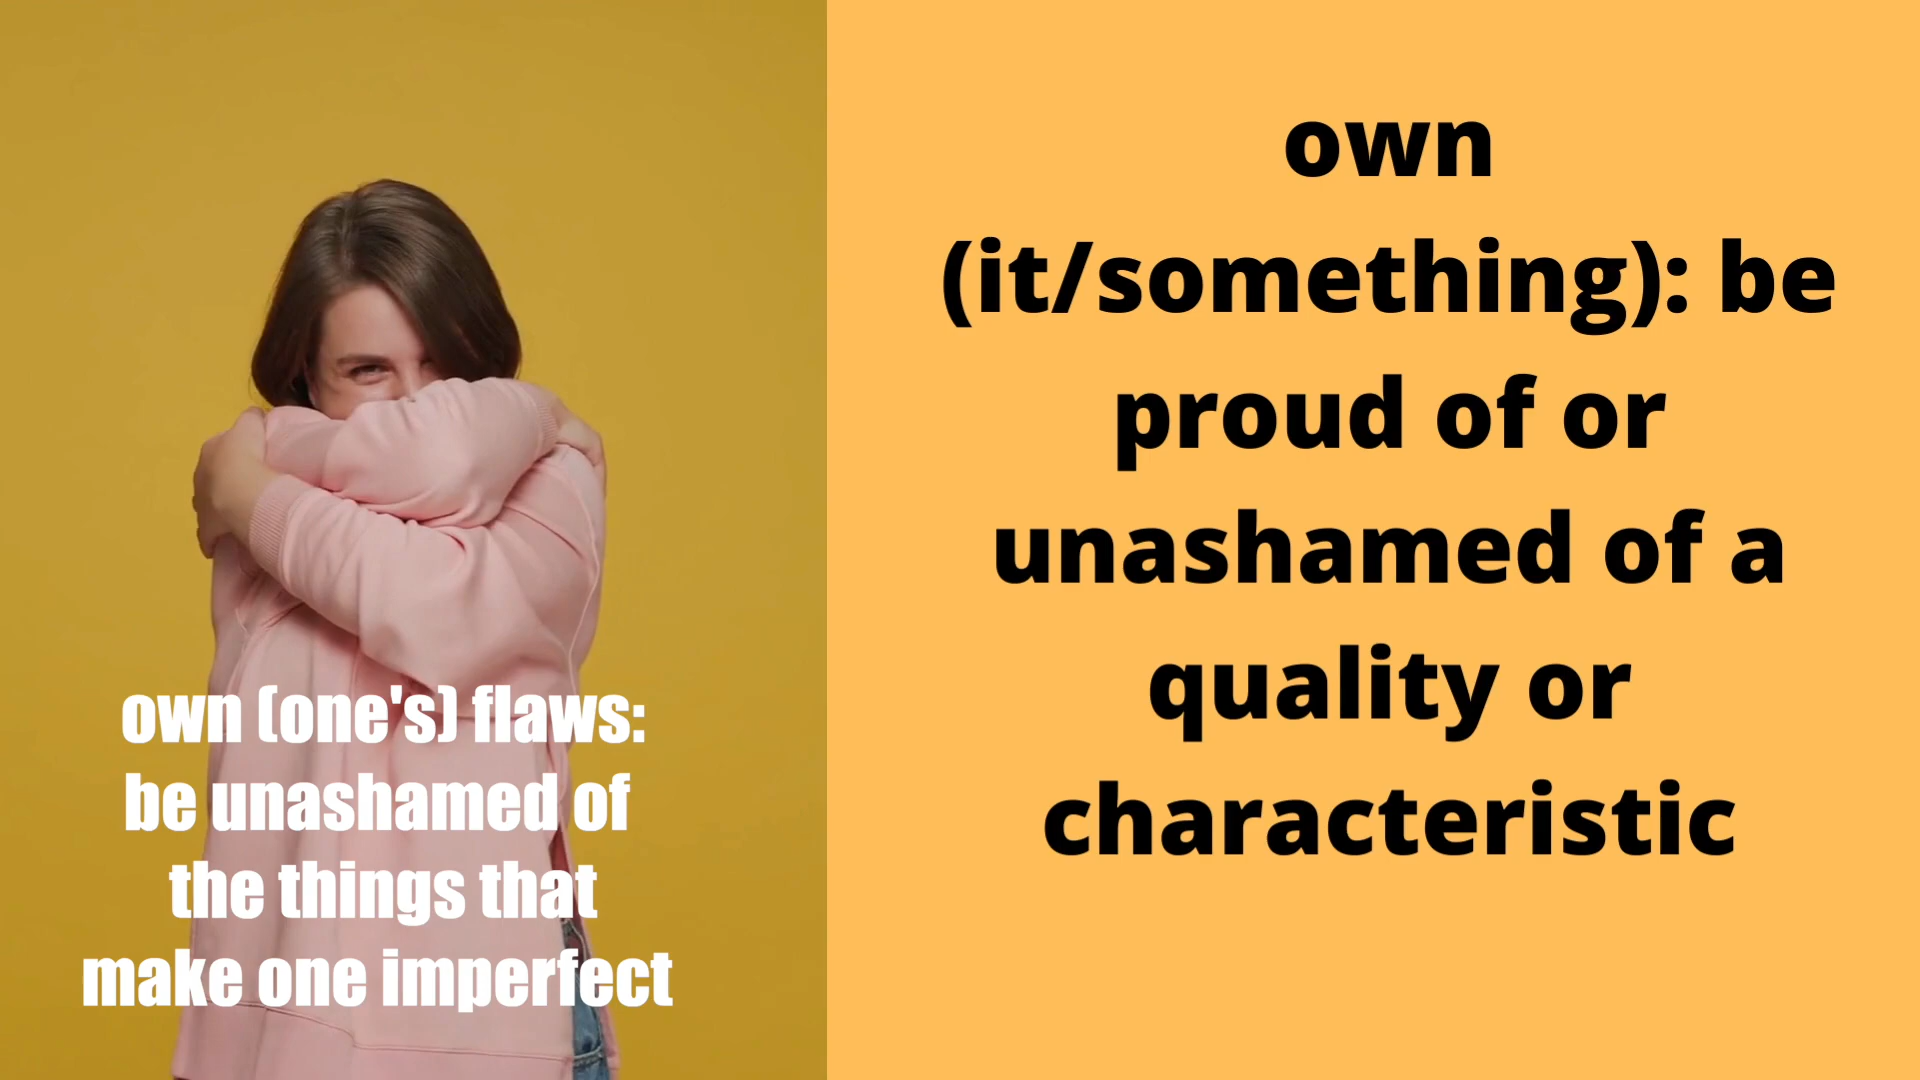 own (one's) flaws:
be unashamed of
the things that
make one imperfect
own
(it/something): be
proud of or
unashamed of a
quality or
characteristic